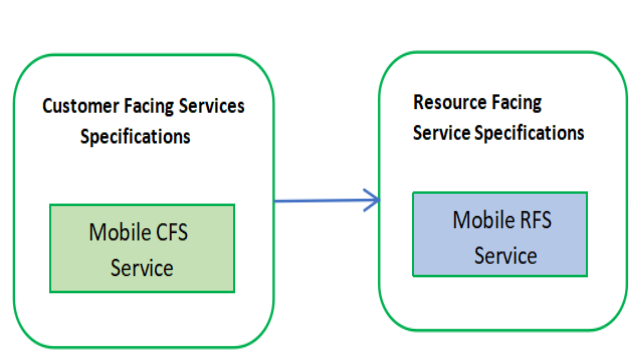 Customer Facing Services
Specifications
Mobile CFS
Service
Resource Facing
Service Specifications
Mobile RFS
Service